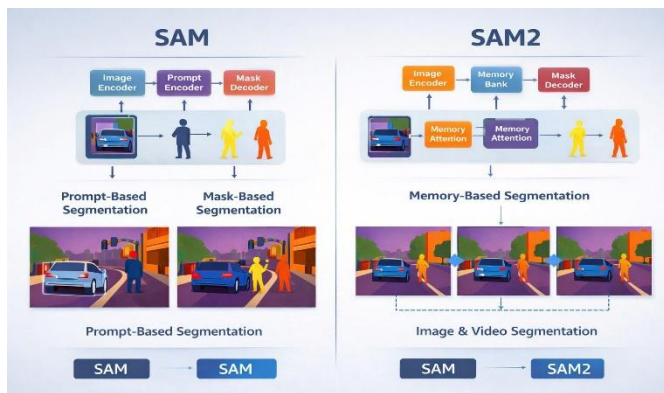 SAM
Image
Encoder
Prompt
Encoder
Mask
Decoder
Prompt-Based
Segmentation
Mask-Based
Segmentation
Prompt-Based Segmentation
SAM
SAM
SAM2
Image
Encoder
Memory
Bank
Mask
Decoder
Memory
Attention
Memory
Attention
Memory-Based Segmentation
Image & Video Segmentation
SAM
SAM2